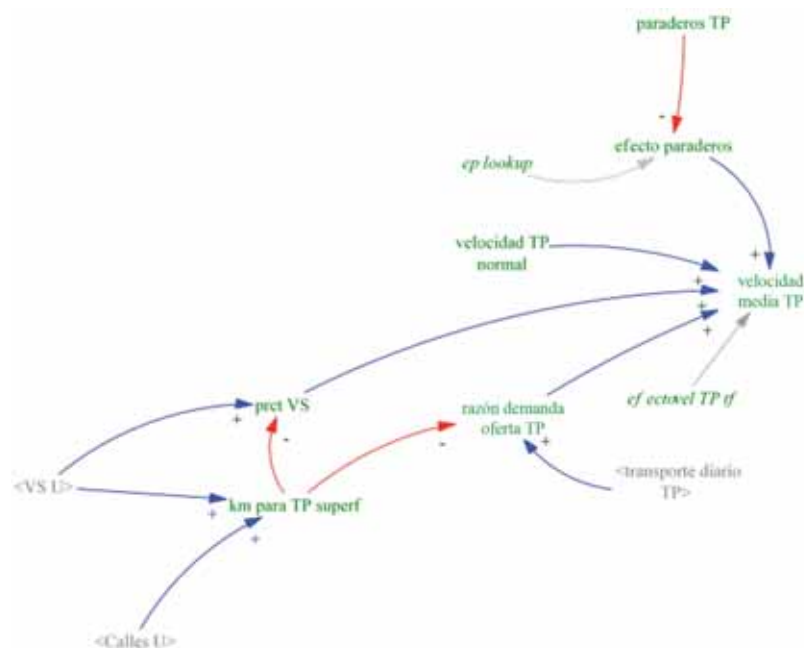 paraderos TP
-
efecto paraderos
ep lookup
velocidad TP
normal
+
velocidad
media TP
+
+
+
ef ectovel TP tf
pret VS
+
-
razón demanda
oferta TP
-
+
<transporte diario
TP>
<VS U>
km para TP superf
+
+
<Calles U>